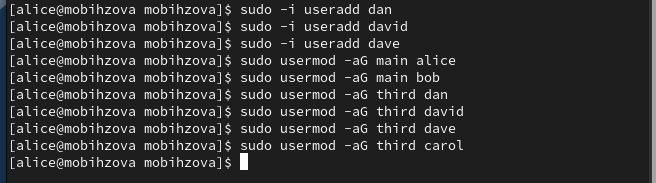 [alice@mobihzova mobihzova]$ sudo -i useradd dan
[alice@mobihzova mobihzova]$ sudo -i useradd david
[alice@mobihzova mobihzova]$ sudo -i useradd dave
[alice@mobihzova mobihzova]$ sudo usermod -aG main alice
[alice@mobihzova mobihzova]$ sudo usermod -aG main bob
[alice@mobihzova mobihzova]$ sudo usermod -aG third dan
[alice@mobihzova mobihzova]$ sudo usermod -aG third david
[alice@mobihzova mobihzova]$ sudo usermod -aG third dave
[alice@mobihzova mobihzova]$ sudo usermod -aG third carol
[alice@mobihzova mobihzova]$